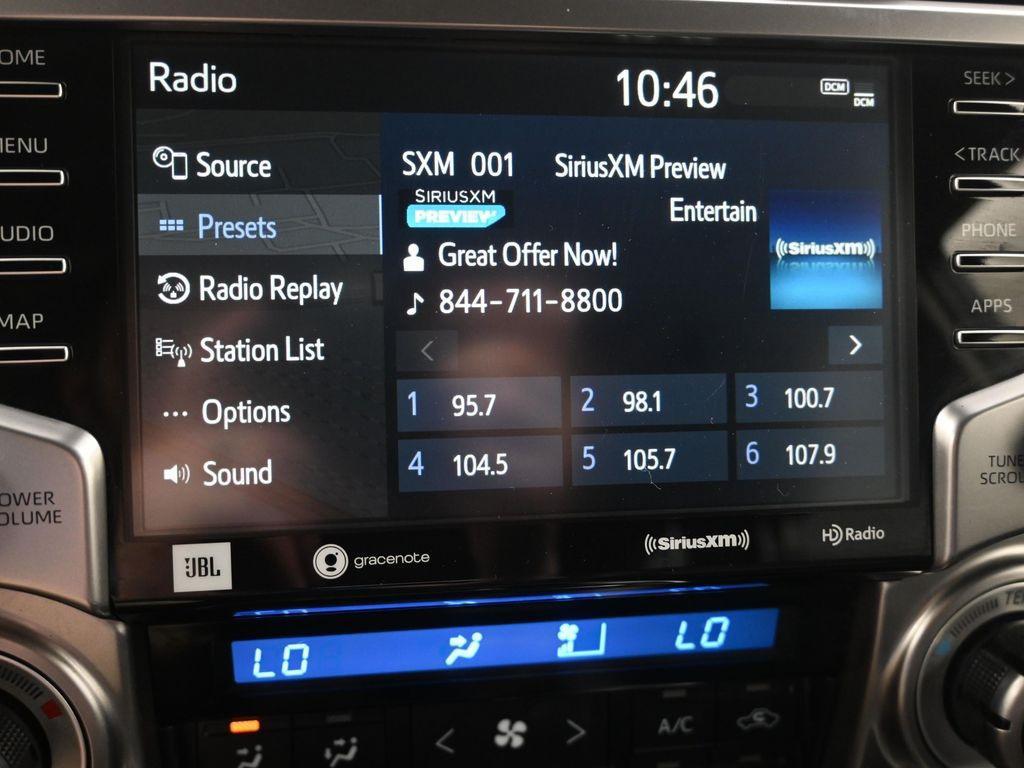 OME
MENU
UDIO
MAP
OWER
OLUME
Radio
10:46
DCM
DCM
Source
Presets
Radio Replay
Station List
Options
Sound
SXM 001 SiriusXM Preview
SIRIUSXM
PREVIEW
Entertain
SiriusXM
Great Offer Now!
844-711-8800
< >
1 95.7 2 98.1 3 100.7
4 104.5 5 105.7 6 107.9
SEEK >
< TRACK
PHONE
APPS
TUNE
SCROL
JBL gracenote SiriusXM HD Radio
LO LO
< > A/C
TE